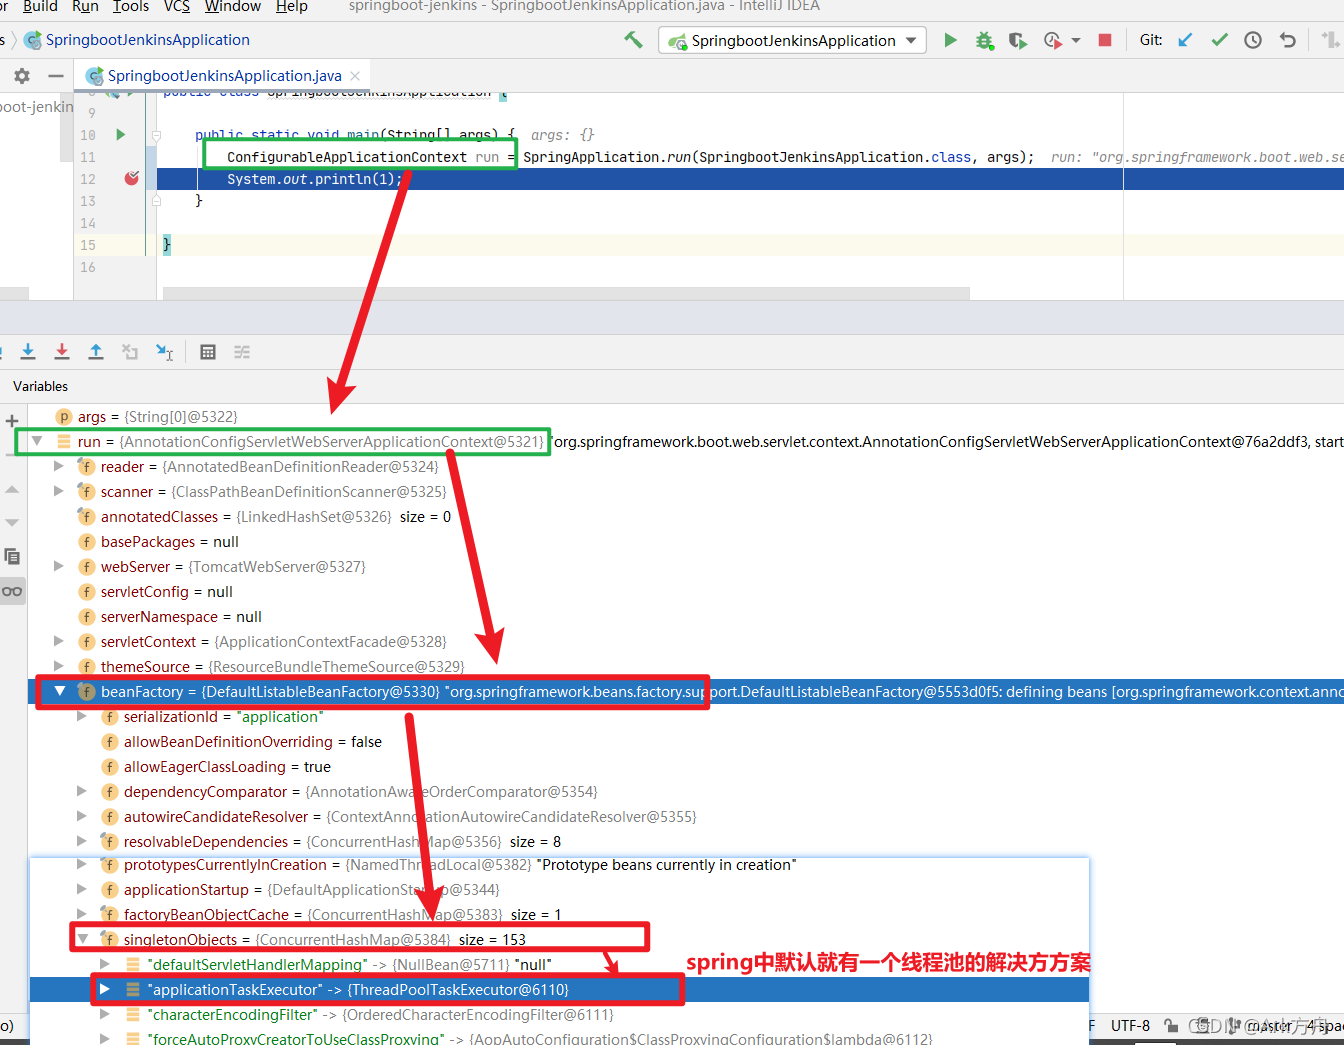 Build Run Tools VCS Window Help springboot-jenkins - SpringbootJenkinsApplication.java - IntelliJ IDEA
SpringbootJenkinsApplication SpringbootJenkinsApplication Git:
SpringbootJenkinsApplication.java
boot-jenkin public class SpringbootJenkinsApplication {
9
10 public static void main(String[] args) { args: {}
11 ConfigurableApplicationContext run = SpringApplication.run(SpringbootJenkinsApplication.class, args); run: "org.springframework.boot.web.se
12 System.out.println(1);
13 }
14
15 }
16
Variables
args = {String[0]@5322}
run = {AnnotationConfigServletWebServerApplicationContext@5321} "org.springframework.boot.web.servlet.context.AnnotationConfigServletWebServerApplicationContext@76a2ddf3, start
reader = {AnnotatedBeanDefinitionReader@5324}
scanner = {ClassPathBeanDefinitionScanner@5325}
annotatedClasses = {LinkedHashSet@5326} size = 0
basePackages = null
webServer = {TomcatWebServer@5327}
servletConfig = null
serverNamespace = null
servletContext = {ApplicationContextFacade@5328}
themeSource = {ResourceBundleThemeSource@5329}
beanFactory = {DefaultListableBeanFactory@5330} "org.springframework.beans.factory.support.DefaultListableBeanFactory@5553d0f5: defining beans [org.springframework.context.anno
serializationId = "application"
allowBeanDefinitionOverriding = false
allowEagerClassLoading = true
dependencyComparator = {AnnotationAwareOrderComparator@5354}
autowireCandidateResolver = {ContextAnnotationAutowireCandidateResolver@5355}
resolvableDependencies = {ConcurrentHashMap@5356} size = 8
prototypesCurrentlyInCreation = {NamedThreadLocal@5382} "Prototype beans currently in creation"
applicationStartup = {DefaultApplicationStartup@5344}
factoryBeanObjectCache = {ConcurrentHashMap@5383} size = 1
singletonObjects = {ConcurrentHashMap@5384} size = 153
"defaultServletHandlerMapping" -> {NullBean@5711} "null"
spring中默认就有一个线程池的解决方方案
"applicationTaskExecutor" -> {ThreadPoolTaskExecutor@6110}
"characterEncodingFilter" -> {OrderedCharacterEncodingFilter@6111}
"forceAutoProxyCreatorToUseClassProxying" -> {AopAutoConfiguration$ClassProxyingConfiguration$lambda@6112}
UTF-8 master 4 spac